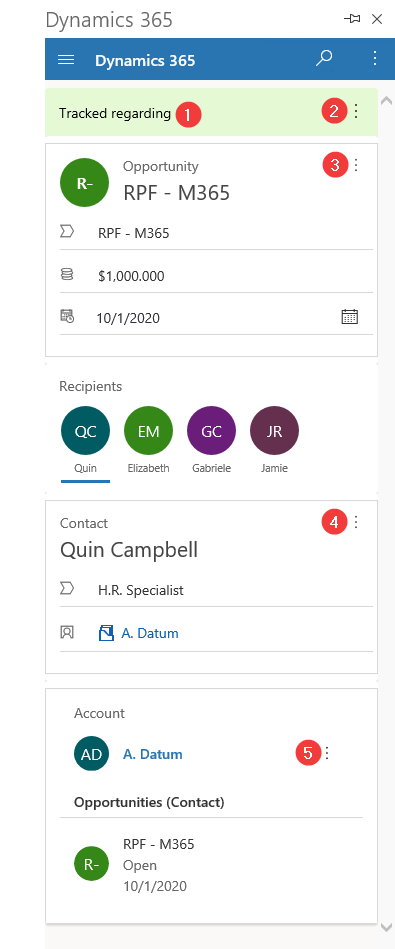 Dynamics 365
Dynamics 365
Tracked regarding 1 2
3
Opportunity
R- RPF - M365
RPF - M365
$1,000.000
10/1/2020
Recipients
QC EM GC JR
Quin Elizabeth Gabriele Jamie
Contact 4
Quin Campbell
H.R. Specialist
A. Datum
Account
AD A. Datum 5
Opportunities (Contact)
RPF - M365
R- Open
10/1/2020